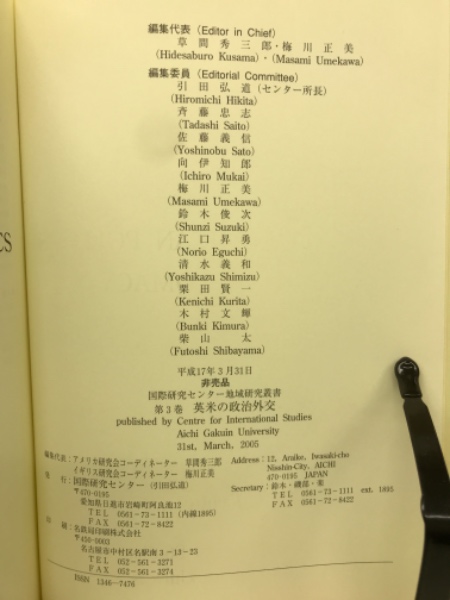 編集代表（Editor in Chief）
草間秀三郎・梅川正美
(Hidesaburo Kusama)・(Masami Umekawa)
編集委員（Editorial Committee）
引田弘道（センター所長）
(Hiromichi Hikita)
斉藤忠志
(Tadashi Saito)
佐藤義信
(Yoshinobu Sato)
向伊知郎
(Ichiro Mukai)
梅川正美
(Masami Umekawa)
鈴木俊次
(Shunzi Suzuki)
江口昇勇
(Norio Eguchi)
清水義和
(Yoshikazu Shimizu)
栗田賢一
(Kenichi Kurita)
木村文輝
(Bunki Kimura)
柴山太
(Futoshi Shibayama)
平成17年3月31日
非売品
国際研究センター地域研究叢書
第3巻 英米の政治外交
published by Centre for International Studies
Aichi Gakuin University
31st, March, 2005
編集代表：アメリカ研究会コーディネーター 草間秀三郎
イギリス研究会コーディネーター 梅川正美
発行：国際研究センター（引田弘道）
〒470-0195
愛知県日進市岩崎町阿良池12
TEL 0561-73-1111（内線1895）
FAX 0561-72-8422
印刷：名鉄局印刷株式会社
〒450-0003
名古屋市中村区名駅南3-13-23
TEL 052-561-3271
FAX 052-561-3274
ISSN 1346-7476
Address : 12, Araike, Iwasaki-cho
Nisshin-City, AICHI
470-0195 JAPAN
Secretary : 鈴木・磯部・
TEL 0561-73-1111 ext. 1895
FAX 0561-72-8422
CS